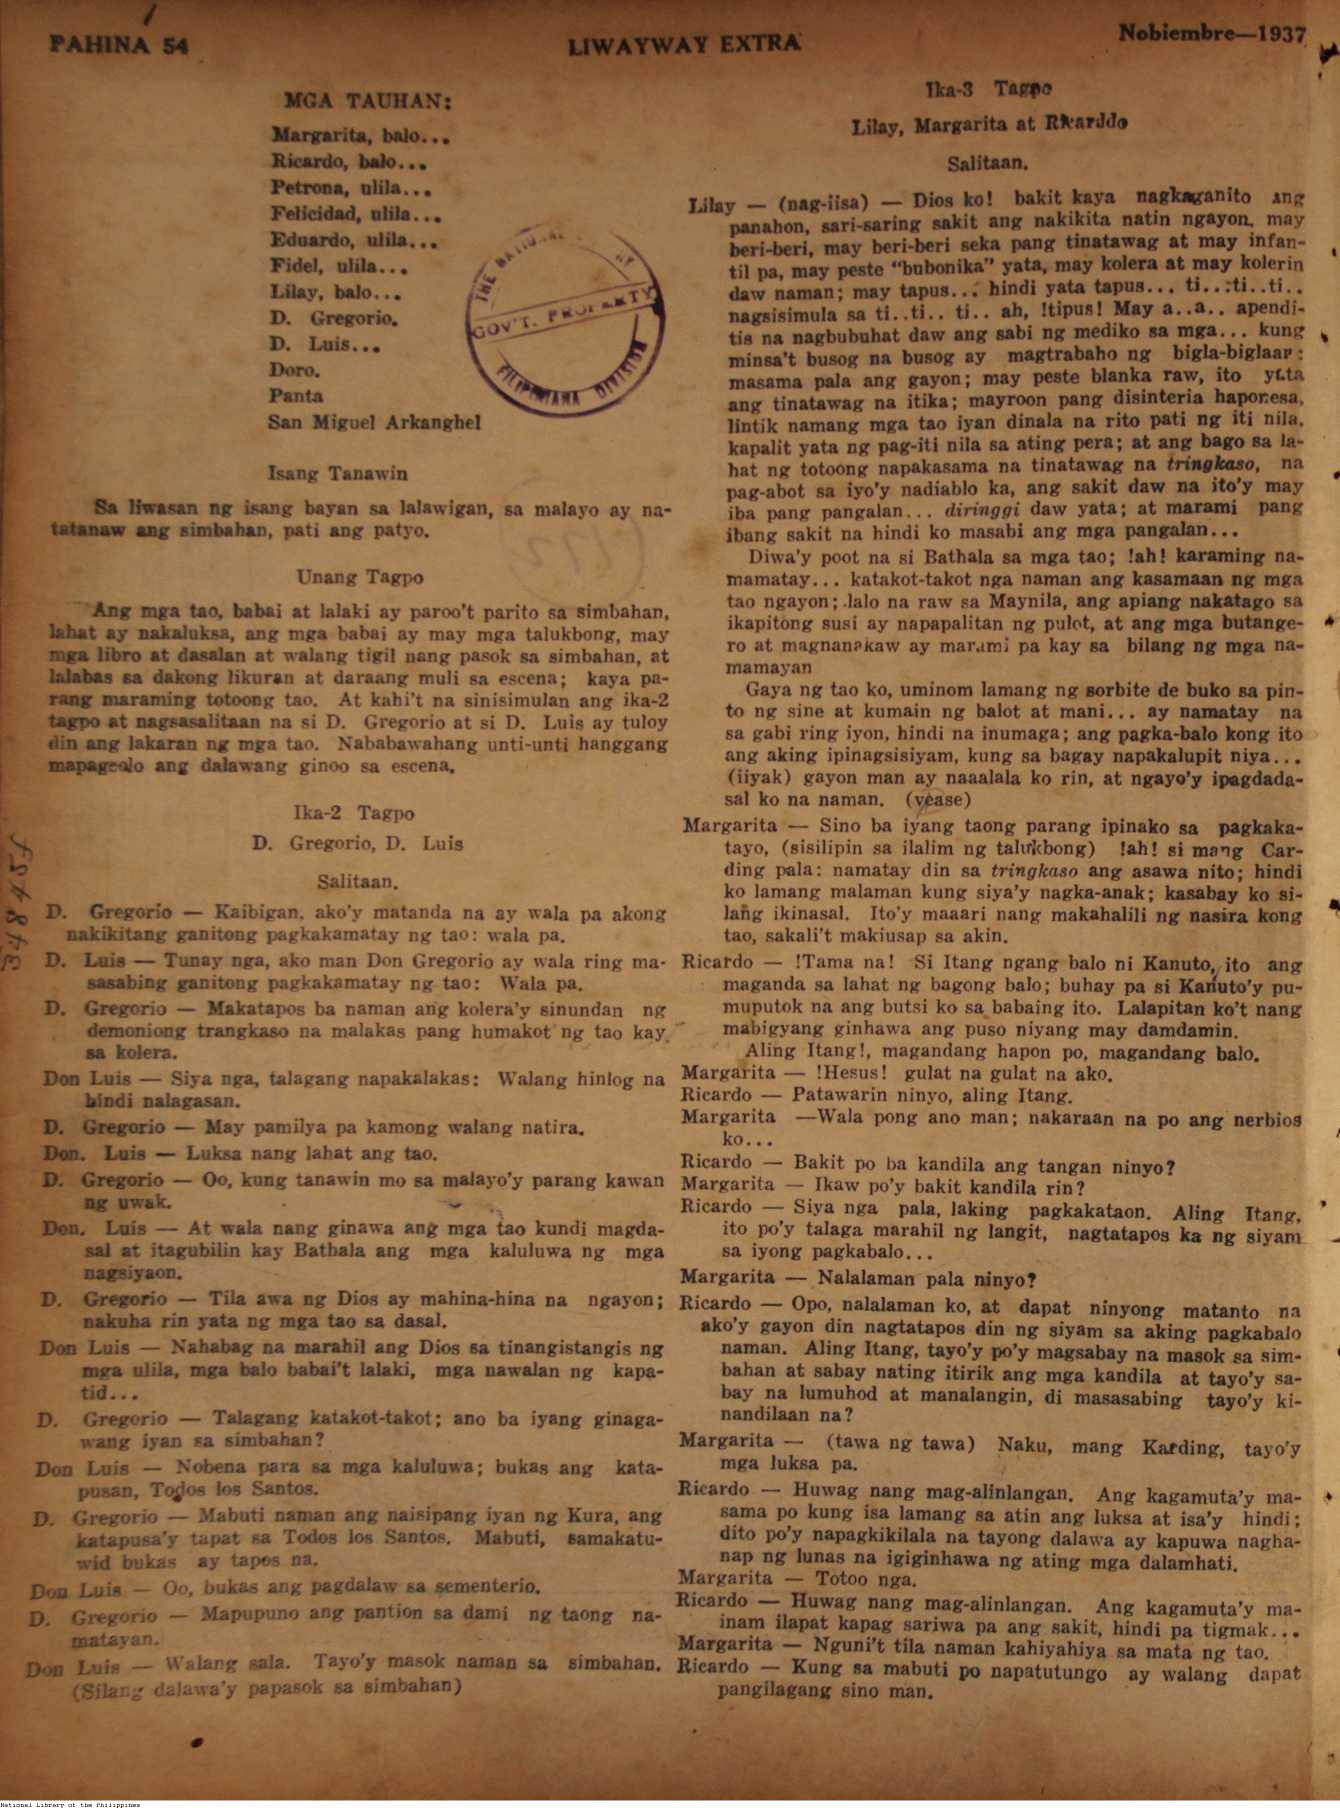 PAHINA 54
LIWAYWAY EXTRA
Nobiembre—1937
MGA TAUHAN:
Margarita, balo...
Ricardo, balo...
Petrona, ulila...
Felicidad, ulila...
Eduardo, ulila...
Fidel, ulila...
Lilay, balo...
D. Gregorio.
D. Luis...
Doro.
Panta
San Miguel Arkanghel
THE NATIONAL
GOV'T. PROPERTY
FILIPINIANA DIVISION
Isang Tanawin
Sa liwasan ng isang bayan sa lalawigan, sa malayo ay na-
tatanaw ang simbahan, pati ang patyo.
Unang Tagpo
Ang mga tao, babai at lalaki ay paroo't parito sa simbahan,
lahat ay nakaluksa, ang mga babai ay may mga talukbong, may
mga libro at dasalan at walang tigil nang pasok sa simbahan, at
lalabas sa dakong likuran at daraang muli sa escena; kaya pa-
rang maraming totoong tao. At kahi't na sinisimulan ang ika-2
tagpo at nagsasalitaan na si D. Gregorio at si D. Luis ay tuloy
din ang lakaran ng mga tao. Nababawahang unti-unti hanggang
mapagsolo ang dalawang ginoo sa escena.
Ika-2 Tagpo
D. Gregorio, D. Luis
Salitaan.
D. Gregorio — Kaibigan, ako'y matanda na ay wala pa akong
nakikitang ganitong pagkakamatay ng tao: wala pa.
D. Luis — Tunay nga, ako man Don Gregorio ay wala ring ma-
sasabing ganitong pagkakamatay ng tao: Wala pa.
D. Gregorio — Makatapos ba naman ang kolera'y sinundan ng
demoniong trangkaso na malakas pang humakot ng tao kay
sa kolera.
Don Luis — Siya nga, talagang napakalakas: Walang hinlog na
hindi nalagasan.
D. Gregorio — May pamilya pa kamong walang natira.
Don. Luis — Luksa nang lahat ang tao.
D. Gregorio — Oo, kung tanawin mo sa malayo'y parang kawan
ng uwak.
Don. Luis — At wala nang ginawa ang mga tao kundi magda-
sal at itagubilin kay Bathala ang mga kaluluwa ng mga
nagsiyaon.
D. Gregorio — Tila awa ng Dios ay mahina-hina na ngayon;
nakuha rin yata ng mga tao sa dasal.
Don Luis — Nahabag na marahil ang Dios sa tinangistangis ng
mga ulila, mga balo babai't lalaki, mga nawalan ng kapa-
tid...
D. Gregorio — Talagang katakot-takot; ano ba iyang ginaga-
wang iyan sa simbahan?
Don Luis — Nobena para sa mga kaluluwa; bukas ang kata-
pusan, Todos los Santos.
D. Gregorio — Mabuti naman ang naisipang iyan ng Kura, ang
katapusa'y tapat sa Todos los Santos. Mabuti, samakatu-
wid bukas ay tapos na.
Don Luis — Oo, bukas ang pagdalaw sa sementerio.
D. Gregorio — Mapupuno ang pantion sa dami ng taong na-
matayan.
Don Luis — Walang sala. Tayo'y masok naman sa simbahan.
(Silang dalawa'y papasok sa simbahan)
Ika-3 Tagpo
Lilay, Margarita at Ricarddo
Salitaan.
Lilay — (nag-iisa) — Dios ko! bakit kaya nagkaganito ang
panahon, sari-saring sakit ang nakikita natin ngayon, may
beri-beri, may beri-beri seka pang tinatawag at may infan-
til pa, may peste "bubonika" yata, may kolera at may kolerin
daw naman; may tapus... hindi yata tapus... ti..:ti..ti..
nagsisimula sa ti..ti.. ti.. ah, !tipus! May a..a.. apendi-
tis na nagbubuhat daw ang sabi ng mediko sa mga... kung
minsa't busog na busog ay magtrabaho ng bigla-biglaan:
masama pala ang gayon; may peste blanka raw, ito yata
ang tinatawag na itika; mayroon pang disinteria haponesa,
lintik namang mga tao iyan dinala na rito pati ng iti nila,
kapalit yata ng pag-iti nila sa ating pera; at ang bago sa la-
hat ng totoong napakasama na tinatawag na tringkaso, na
pag-abot sa iyo'y nadiablo ka, ang sakit daw na ito'y may
iba pang pangalan... diringgi daw yata; at marami pang
ibang sakit na hindi ko masabi ang mga pangalan...
Diwa'y poot na si Bathala sa mga tao; !ah! karaming na-
mamatay... katakot-takot nga naman ang kasamaan ng mga
tao ngayon; lalo na raw sa Maynila, ang apiang nakatago sa
ikapitong susi ay napapalitan ng pulot, at ang mga butange-
ro at magnanakaw ay marami pa kay sa bilang ng mga na-
mamayan
Gaya ng tao ko, uminom lamang ng sorbite de buko sa pin-
to ng sine at kumain ng balot at mani... ay namatay na
sa gabi ring iyon, hindi na inumaga; ang pagka-balo kong ito
ang aking ipinagsisiyam, kung sa bagay napakalupit niya...
(iiyak) gayon man ay naaalala ko rin, at ngayo'y ipagdada-
sal ko na naman. (vease)
Margarita — Sino ba iyang taong parang ipinako sa pagkaka-
tayo, (sisilipin sa ilalim ng talukbong) !ah! si mang Car-
ding pala: namatay din sa tringkaso ang asawa nito; hindi
ko lamang malaman kung siya'y nagka-anak; kasabay ko si-
lang ikinasal. Ito'y maaari nang makahalili ng nasira kong
tao, sakali't makiusap sa akin.
Ricardo — !Tama na! Si Itang ngang balo ni Kanuto, ito ang
maganda sa lahat ng bagong balo; buhay pa si Kanuto'y pu-
muputok na ang butsi ko sa babaing ito. Lalapitan ko't nang
mabigyang ginhawa ang puso niyang may damdamin.
Aling Itang!, magandang hapon po, magandang balo.
Margarita — !Hesus! gulat na gulat na ako.
Ricardo — Patawarin ninyo, aling Itang.
Margarita —Wala pong ano man; nakaraan na po ang nerbios
ko...
Ricardo — Bakit po ba kandila ang tangan ninyo?
Margarita — Ikaw po'y bakit kandila rin?
Ricardo — Siya nga pala, laking pagkakataon. Aling Itang,
ito po'y talaga marahil ng langit, nagtatapos ka ng siyam
sa iyong pagkabalo...
Margarita — Nalalaman pala ninyo?
Ricardo — Opo, nalalaman ko, at dapat ninyong matanto na
ako'y gayon din nagtatapos din ng siyam sa aking pagkabalo
naman. Aling Itang, tayo'y po'y magsabay na masok sa sim-
bahan at sabay nating itirik ang mga kandila at tayo'y sa-
bay na lumuhod at manalangin, di masasabing tayo'y ki-
nandilaan na?
Margarita — (tawa ng tawa) Naku, mang Karding, tayo'y
mga luksa pa.
Ricardo — Huwag nang mag-alinlangan. Ang kagamuta'y ma-
sama po kung isa lamang sa atin ang luksa at isa'y hindi;
dito po'y napagkikilala na tayong dalawa ay kapuwa nagha-
nap ng lunas na igiginhawa ng ating mga dalamhati.
Margarita — Totoo nga.
Ricardo — Huwag nang mag-alinlangan. Ang kagamuta'y ma-
inam ilapat kapag sariwa pa ang sakit, hindi pa tigmak...
Margarita — Nguni't tila naman kahiyahiya sa mata ng tao.
Ricardo — Kung sa mabuti po napatutungo ay walang dapat
pangilagang sino man.
National Library of the Philippines